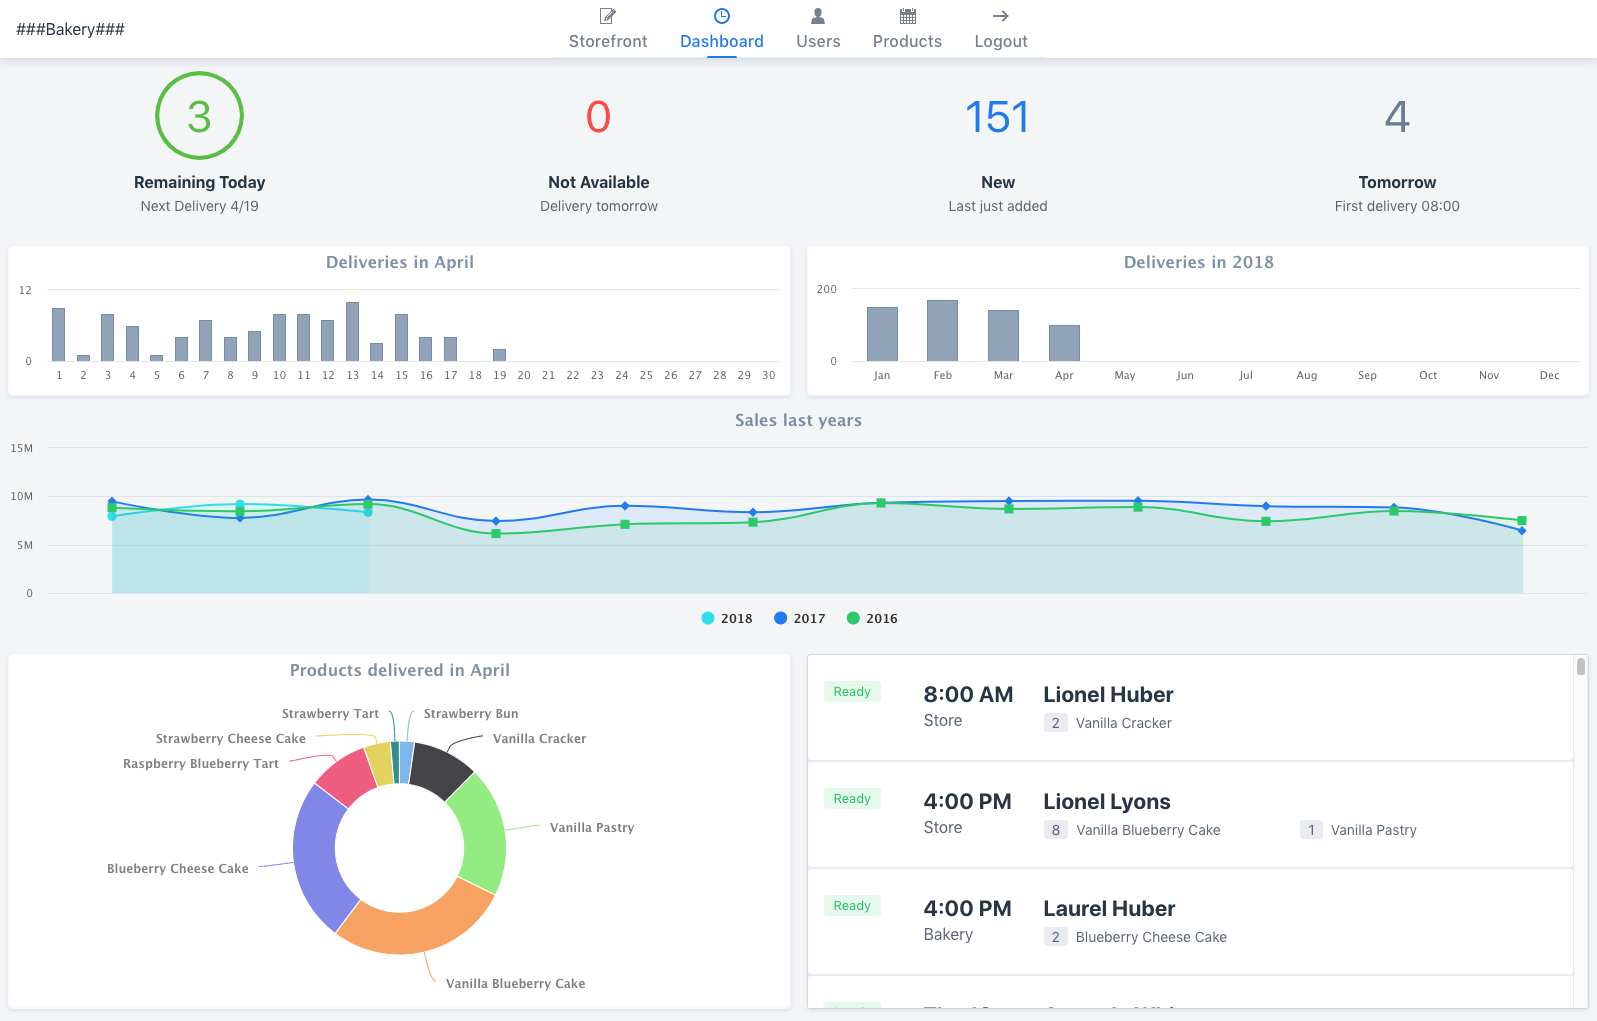 ###Bakery###
Storefront
Dashboard
Users
Products
Logout
3
Remaining Today
Next Delivery 4/19
0
Not Available
Delivery tomorrow
151
New
Last just added
4
Tomorrow
First delivery 08:00
Deliveries in April
12
0
1 2 3 4 5 6 7 8 9 10 11 12 13 14 15 16 17 18 19 20 21 22 23 24 25 26 27 28 29 30
Deliveries in 2018
200
0
Jan Feb Mar Apr May Jun Jul Aug Sep Oct Nov Dec
Sales last years
15M
10M
5M
0
2018 2017 2016
Products delivered in April
Strawberry Tart
Strawberry Bun
Strawberry Cheese Cake
Vanilla Cracker
Raspberry Blueberry Tart
Vanilla Pastry
Blueberry Cheese Cake
Vanilla Blueberry Cake
Ready 8:00 AM Lionel Huber
Store 2 Vanilla Cracker
Ready 4:00 PM Lionel Lyons
Store 8 Vanilla Blueberry Cake 1 Vanilla Pastry
Ready 4:00 PM Laurel Huber
Bakery 2 Blueberry Cheese Cake